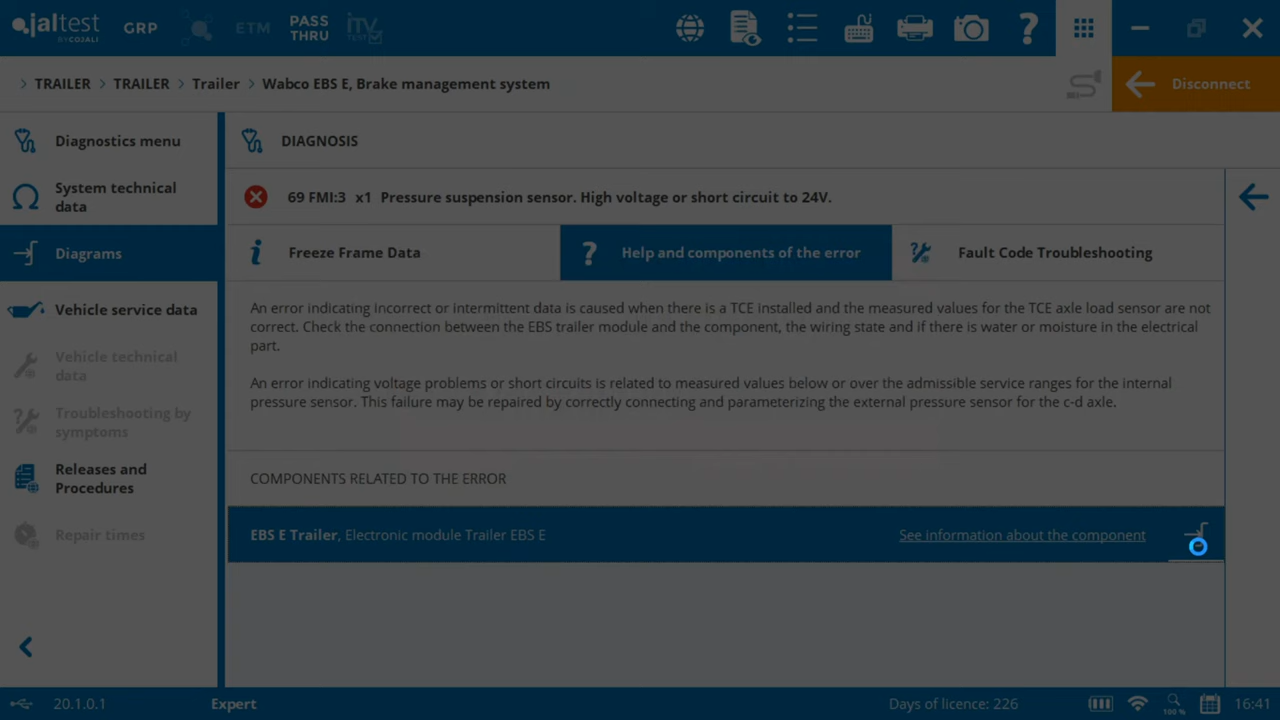 jaltest
BY COJALI
GRP
ETM
PASS
THRU
itv
TEST
?
TRAILER > TRAILER > Trailer > Wabco EBS E, Brake management system
Disconnect
Diagnostics menu
System technical
data
Diagrams
Vehicle service data
Vehicle technical
data
Troubleshooting by
symptoms
Releases and
Procedures
Repair times
DIAGNOSIS
69 FMI:3 x1 Pressure suspension sensor. High voltage or short circuit to 24V.
Freeze Frame Data
? Help and components of the error
Fault Code Troubleshooting
An error indicating incorrect or intermittent data is caused when there is a TCE installed and the measured values for the TCE axle load sensor are not
correct. Check the connection between the EBS trailer module and the component, the wiring state and if there is water or moisture in the electrical
part.
An error indicating voltage problems or short circuits is related to measured values below or over the admissible service ranges for the internal
pressure sensor. This failure may be repaired by correctly connecting and parameterizing the external pressure sensor for the c-d axle.
COMPONENTS RELATED TO THE ERROR
EBS E Trailer, Electronic module Trailer EBS E
See information about the component
20.1.0.1
Expert
Days of licence: 226
100 %
16:41